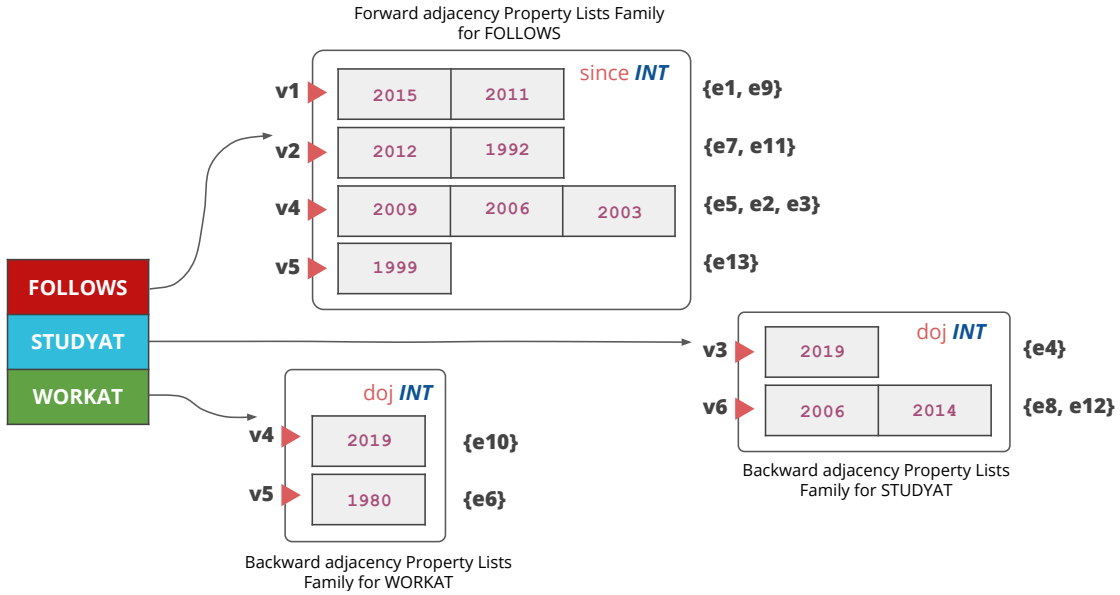 Forward adjacency Property Lists Family
for FOLLOWS
since INT
v1 2015 2011 {e1, e9}
v2 2012 1992 {e7, e11}
v4 2009 2006 2003 {e5, e2, e3}
v5 1999 {e13}
FOLLOWS
STUDYAT
WORKAT
doj INT
v3 2019 {e4}
v6 2006 2014 {e8, e12}
Backward adjacency Property Lists
Family for STUDYAT
doj INT
v4 2019 {e10}
v5 1980 {e6}
Backward adjacency Property Lists
Family for WORKAT